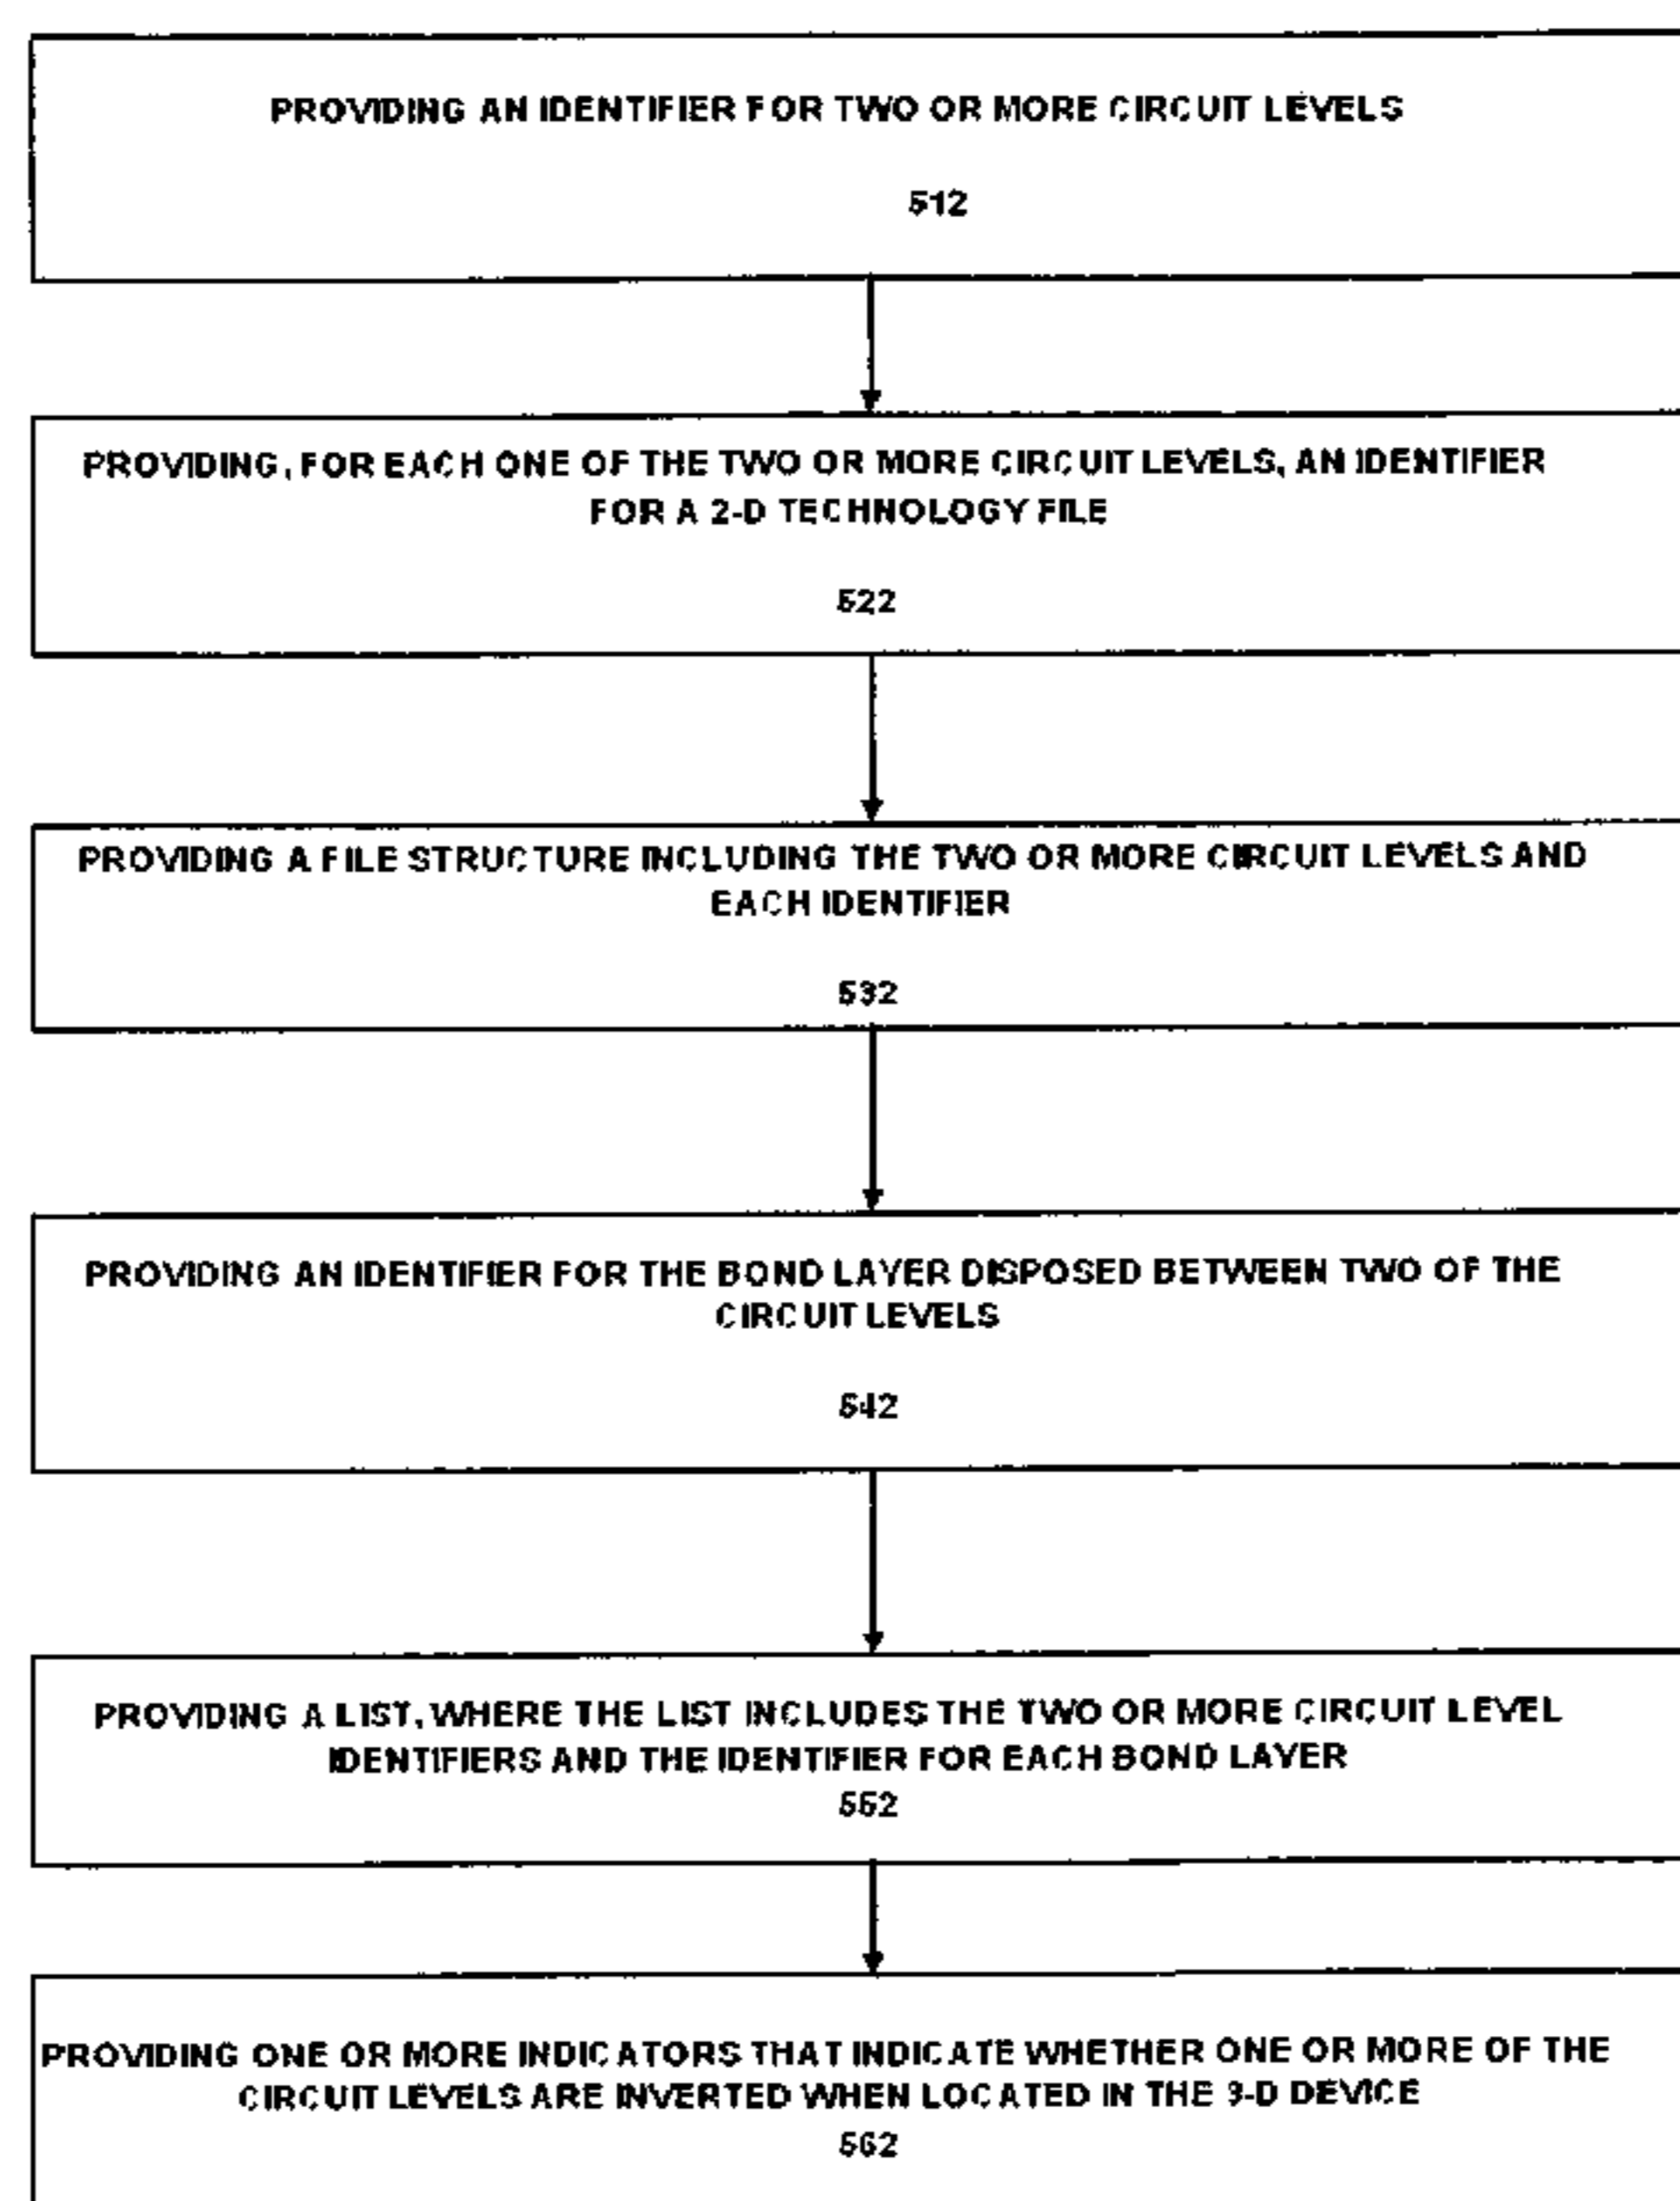 PROVIDING AN IDENTIFIER FOR TWO OR MORE CIRCUIT LEVELS
512
PROVIDING, FOR EACH ONE OF THE TWO OR MORE CIRCUIT LEVELS, AN IDENTIFIER
FOR A 2-D TECHNOLOGY FILE
522
PROVIDING A FILE STRUCTURE INCLUDING THE TWO OR MORE CIRCUIT LEVELS AND
EACH IDENTIFIER
532
PROVIDING AN IDENTIFIER FOR THE BOND LAYER DISPOSED BETWEEN TWO OF THE
CIRCUIT LEVELS
542
PROVIDING A LIST, WHERE THE LIST INCLUDES THE TWO OR MORE CIRCUIT LEVEL
IDENTIFIERS AND THE IDENTIFIER FOR EACH BOND LAYER
552
PROVIDING ONE OR MORE INDICATORS THAT INDICATE WHETHER ONE OR MORE OF THE
CIRCUIT LEVELS ARE INVERTED WHEN LOCATED IN THE 3-D DEVICE
562